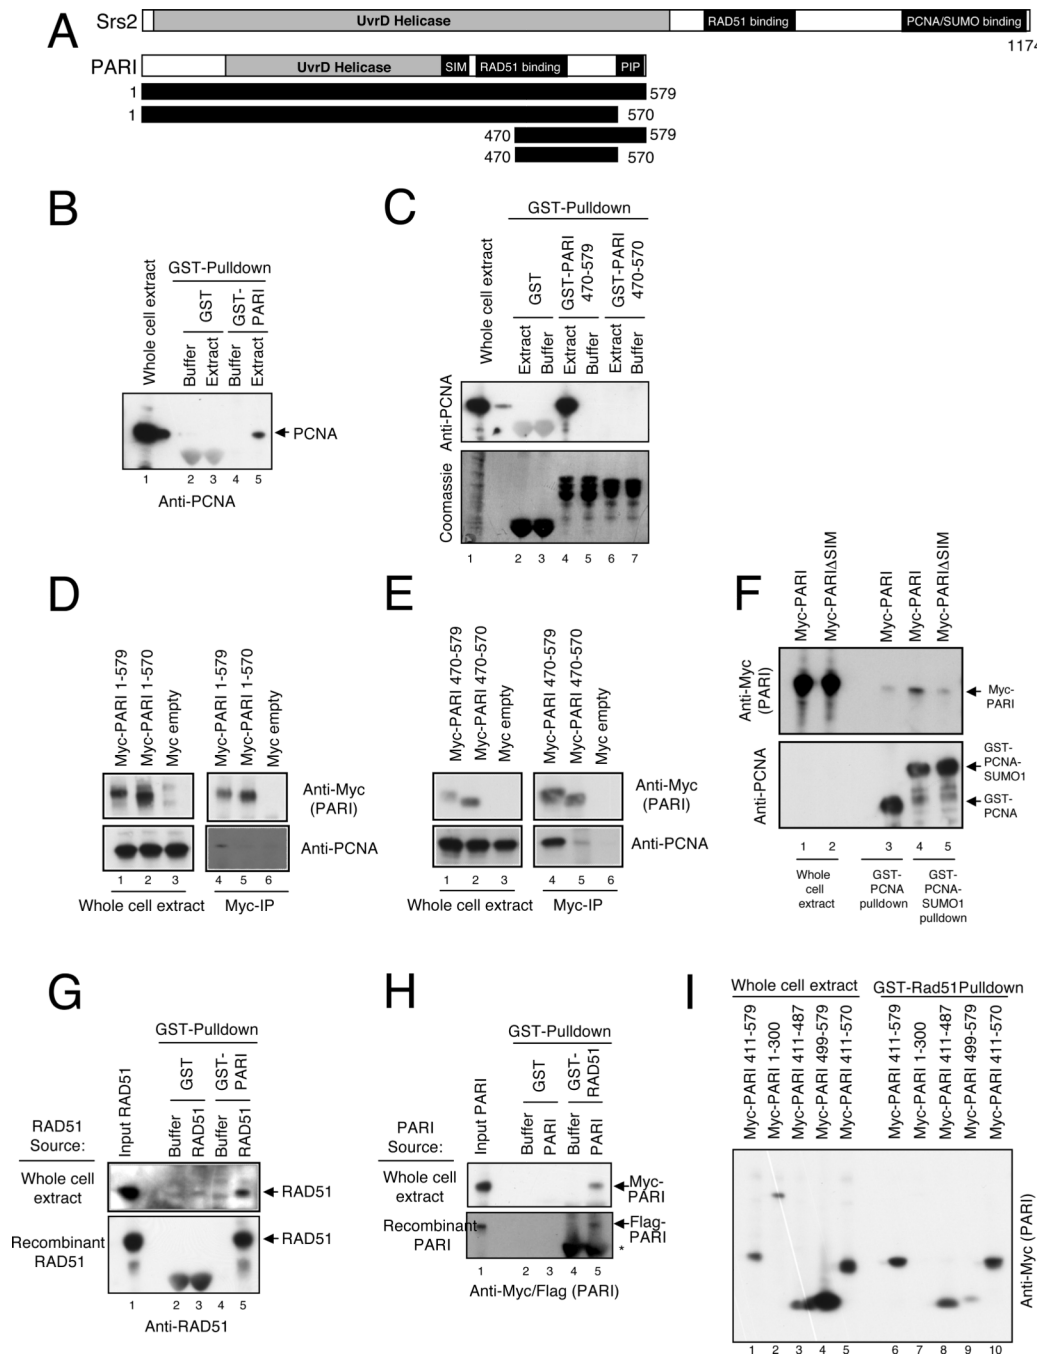 A
Srs2
UvrD Helicase
RAD51 binding
PCNA/SUMO binding
1174
PARI
UvrD Helicase
SIM
RAD51 binding
PIP
1
579
1
570
470
579
470
570
B
Whole cell extract
GST-Pulldown
GST
GST-
PARI
Buffer
Extract
Buffer
Extract
PCNA
1 2 3 4 5
Anti-PCNA
C
GST-Pulldown
Whole cell extract
GST
GST-PARI
470-579
GST-PARI
470-570
Extract
Buffer
Extract
Buffer
Extract
Buffer
Anti-PCNA
Coomassie
1 2 3 4 5 6 7
D
Myc-PARI 1-579
Myc-PARI 1-570
Myc empty
Myc-PARI 1-579
Myc-PARI 1-570
Myc empty
Anti-Myc
(PARI)
Anti-PCNA
1 2 3 4 5 6
Whole cell extract
Myc-IP
E
Myc-PARI 470-579
Myc-PARI 470-570
Myc empty
Myc-PARI 470-579
Myc-PARI 470-570
Myc empty
Anti-Myc
(PARI)
Anti-PCNA
1 2 3 4 5 6
Whole cell extract
Myc-IP
F
Myc-PARI
Myc-PARIΔSIM
Myc-PARI
Myc-PARI
Myc-PARIΔSIM
Anti-Myc
(PARI)
Myc-
PARI
Anti-PCNA
GST-
PCNA-
SUMO1
GST-
PCNA
1 2 3 4 5
Whole
cell
extract
GST-
PCNA
pulldown
GST-
PCNA-
SUMO1
pulldown
G
GST-Pulldown
RAD51
Source:
Input RAD51
GST
GST-
PARI
Buffer
RAD51
Buffer
RAD51
Whole cell
extract
RAD51
Recombinant
RAD51
RAD51
1 2 3 4 5
Anti-RAD51
H
GST-Pulldown
PARI
Source:
Input PARI
GST
GST-
RAD51
Buffer
PARI
Buffer
PARI
Whole cell
extract
Myc-
PARI
Recombinant
PARI
Flag-
PARI
*
1 2 3 4 5
Anti-Myc/Flag (PARI)
I
Whole cell extract
GST-Rad51Pulldown
Myc-PARI 411-579
Myc-PARI 1-300
Myc-PARI 411-487
Myc-PARI 499-579
Myc-PARI 411-570
Myc-PARI 411-579
Myc-PARI 1-300
Myc-PARI 411-487
Myc-PARI 499-579
Myc-PARI 411-570
Anti-Myc (PARI)
1 2 3 4 5 6 7 8 9 10